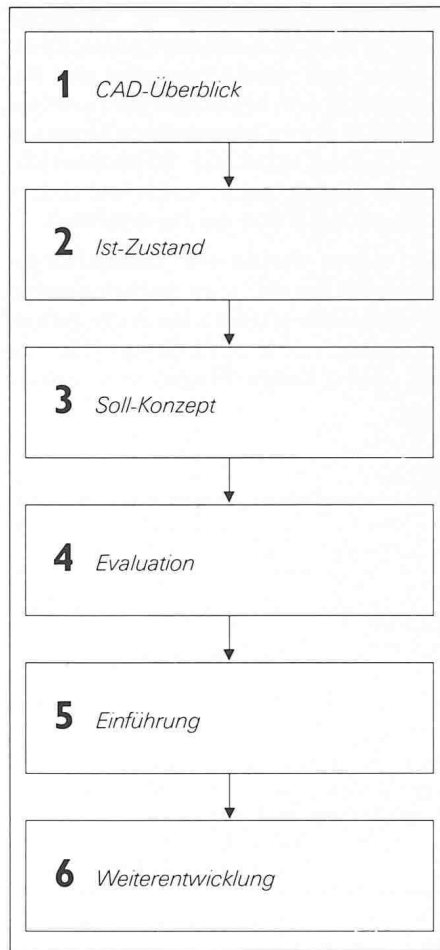 1 CAD-Überblick
2 Ist-Zustand
3 Soll-Konzept
4 Evaluation
5 Einführung
6 Weiterentwicklung